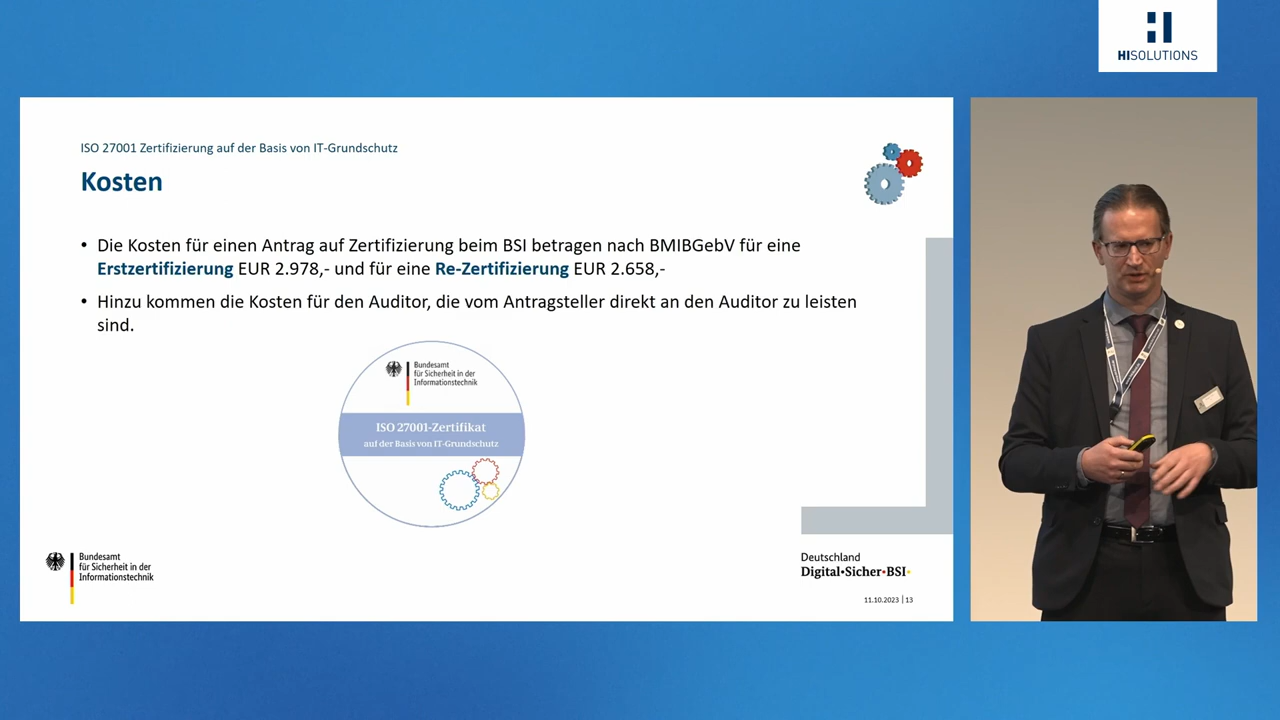 HISOLUTIONS
ISO 27001 Zertifizierung auf der Basis von IT-Grundschutz
Kosten
• Die Kosten für einen Antrag auf Zertifizierung beim BSI betragen nach BMIBGebV für eine
Erstzertifizierung EUR 2.978,- und für eine Re-Zertifizierung EUR 2.658,-
• Hinzu kommen die Kosten für den Auditor, die vom Antragsteller direkt an den Auditor zu leisten
sind.
Bundesamt
für Sicherheit in der
Informationstechnik
ISO 27001-Zertifikat
auf der Basis von IT-Grundschutz
Bundesamt
für Sicherheit in der
Informationstechnik
Deutschland
Digital•Sicher•BSI•
11.10.2023 | 13